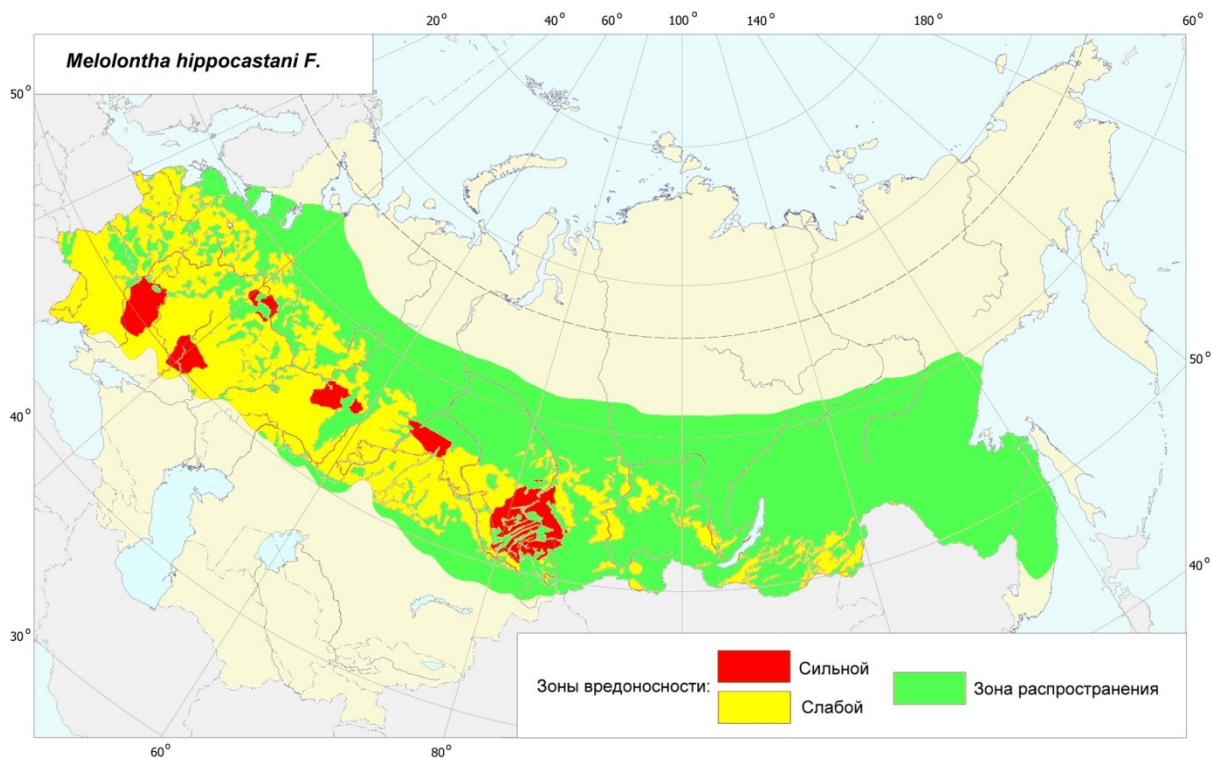 20° 40° 60° 80° 100° 140° 180° 60°
Melolontha hippocastani F.
50°
50°
40°
40°
30°
Зоны вредоносности:
Сильной
Слабой
Зона распространения
60° 80°